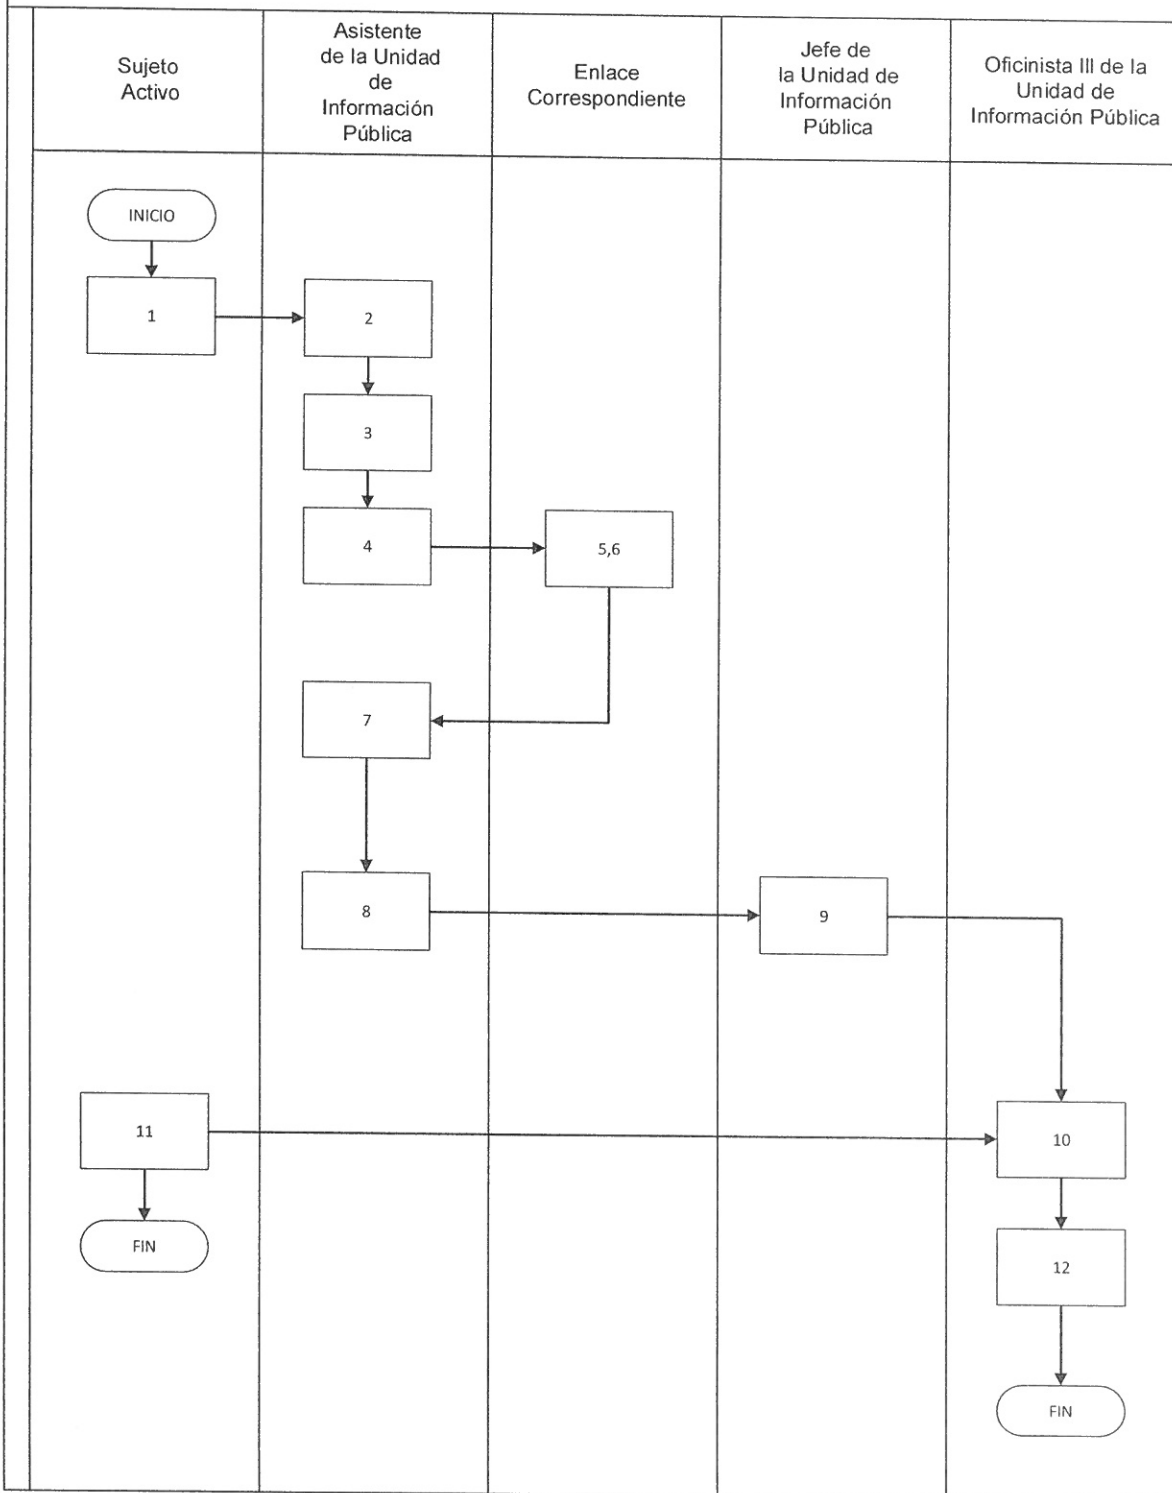 Sujeto
Activo
Asistente
de la Unidad
de
Información
Pública
Enlace
Correspondiente
Jefe de
la Unidad de
Información
Pública
Oficinista III de la
Unidad de
Información Pública
INICIO
1
2
3
4
5,6
7
8
9
11
10
FIN
12
FIN